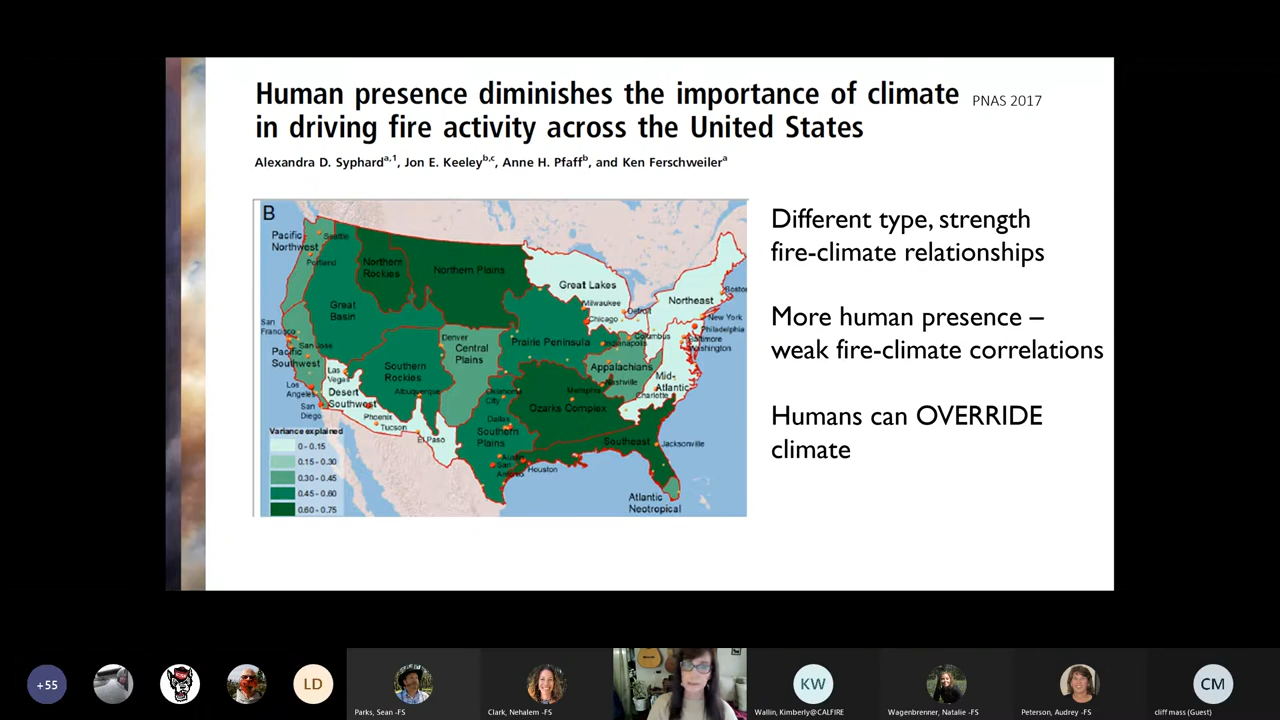 Human presence diminishes the importance of climate
PNAS 2017
in driving fire activity across the United States
Alexandra D. Syphard^a,1, Jon E. Keeley^b,c, Anne H. Pfaff^b, and Ken Ferschweiler^a
B
Pacific
Northwest
Seattle
Portland
Northern
Rockies
Northern Plains
Great Lakes
Northeast
Boston
Great
Basin
Milwaukee
Detroit
Chicago
New York
Philadelphia
Baltimore
Washington
San
Francisco
San Jose
Pacific
Southwest
Denver
Central
Plains
Prairie Peninsula
Indianapolis
Columbus
Appalachians
Mid-
Atlantic
Southern
Rockies
Las
Vegas
Los
Angeles
Desert
Southwest
Albuquerque
Oklahoma
City
Memphis
Nashville
Charlotte
San
Diego
Phoenix
Tucson
El Paso
Ozarks Complex
Dallas
Southern
Plains
Southeast
Jacksonville
Austin
San
Antonio
Houston
Atlantic
Neotropical
Variance explained
0 - 0.15
0.15 - 0.30
0.30 - 0.45
0.45 - 0.60
0.60 - 0.75
Different type, strength
fire-climate relationships
More human presence –
weak fire-climate correlations
Humans can OVERRIDE
climate
+55
LD
KW
CM
Parks, Sean -FS
Clark, Nehalem -FS
Wallin, Kimberly@CALFIRE
Wagenbrenner, Natalie -FS
Peterson, Audrey -FS
cliff mass (Guest)